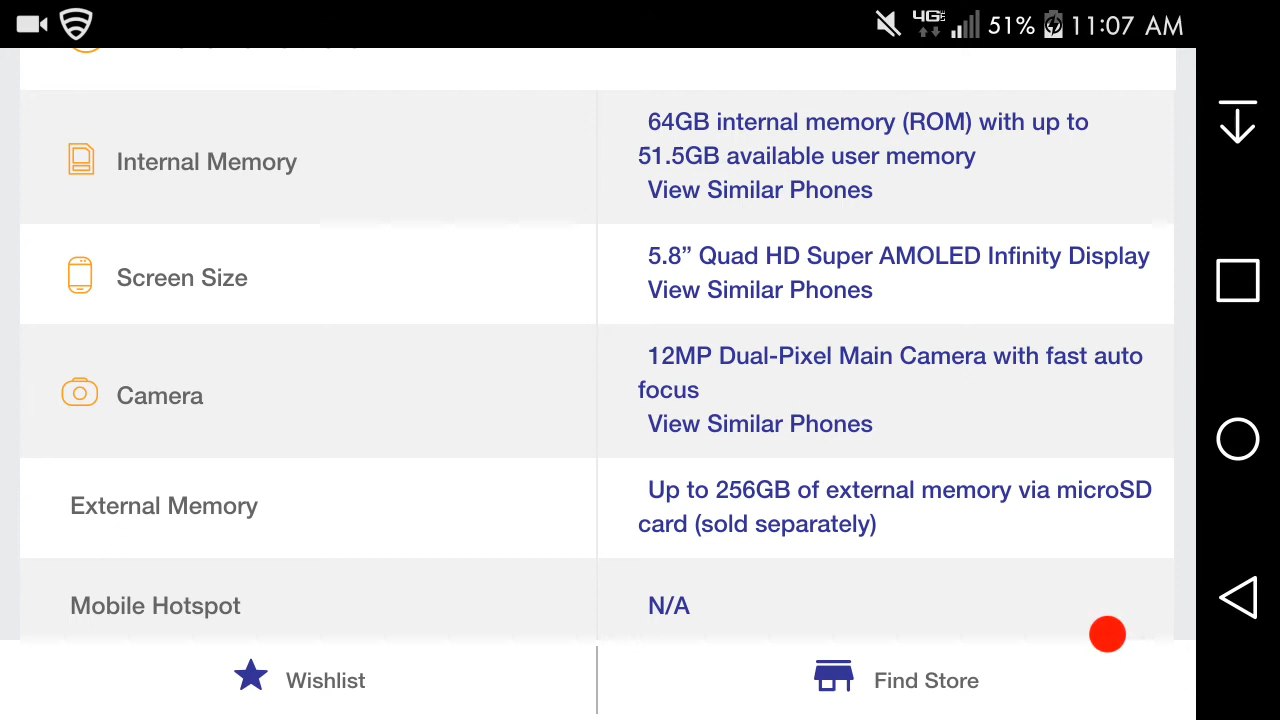 4G LTE 51% 11:07 AM
Internal Memory
64GB internal memory (ROM) with up to
51.5GB available user memory
View Similar Phones
Screen Size
5.8” Quad HD Super AMOLED Infinity Display
View Similar Phones
Camera
12MP Dual-Pixel Main Camera with fast auto
focus
View Similar Phones
External Memory
Up to 256GB of external memory via microSD
card (sold separately)
Mobile Hotspot
N/A
Wishlist
Find Store